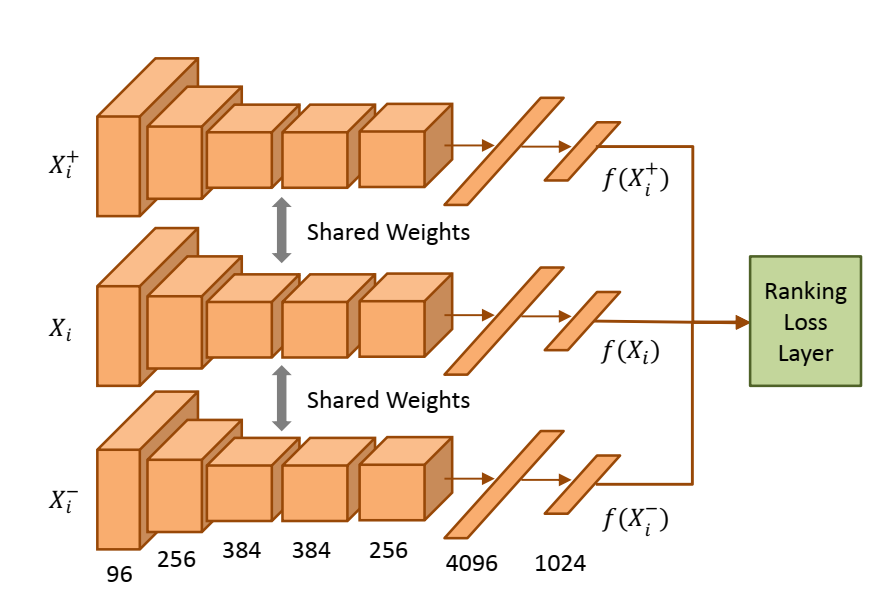 X_i^+
f(X_i^+)
Shared Weights
X_i
f(X_i)
Ranking
Loss
Layer
Shared Weights
X_i^-
f(X_i^-)
96 256 384 384 256 4096 1024